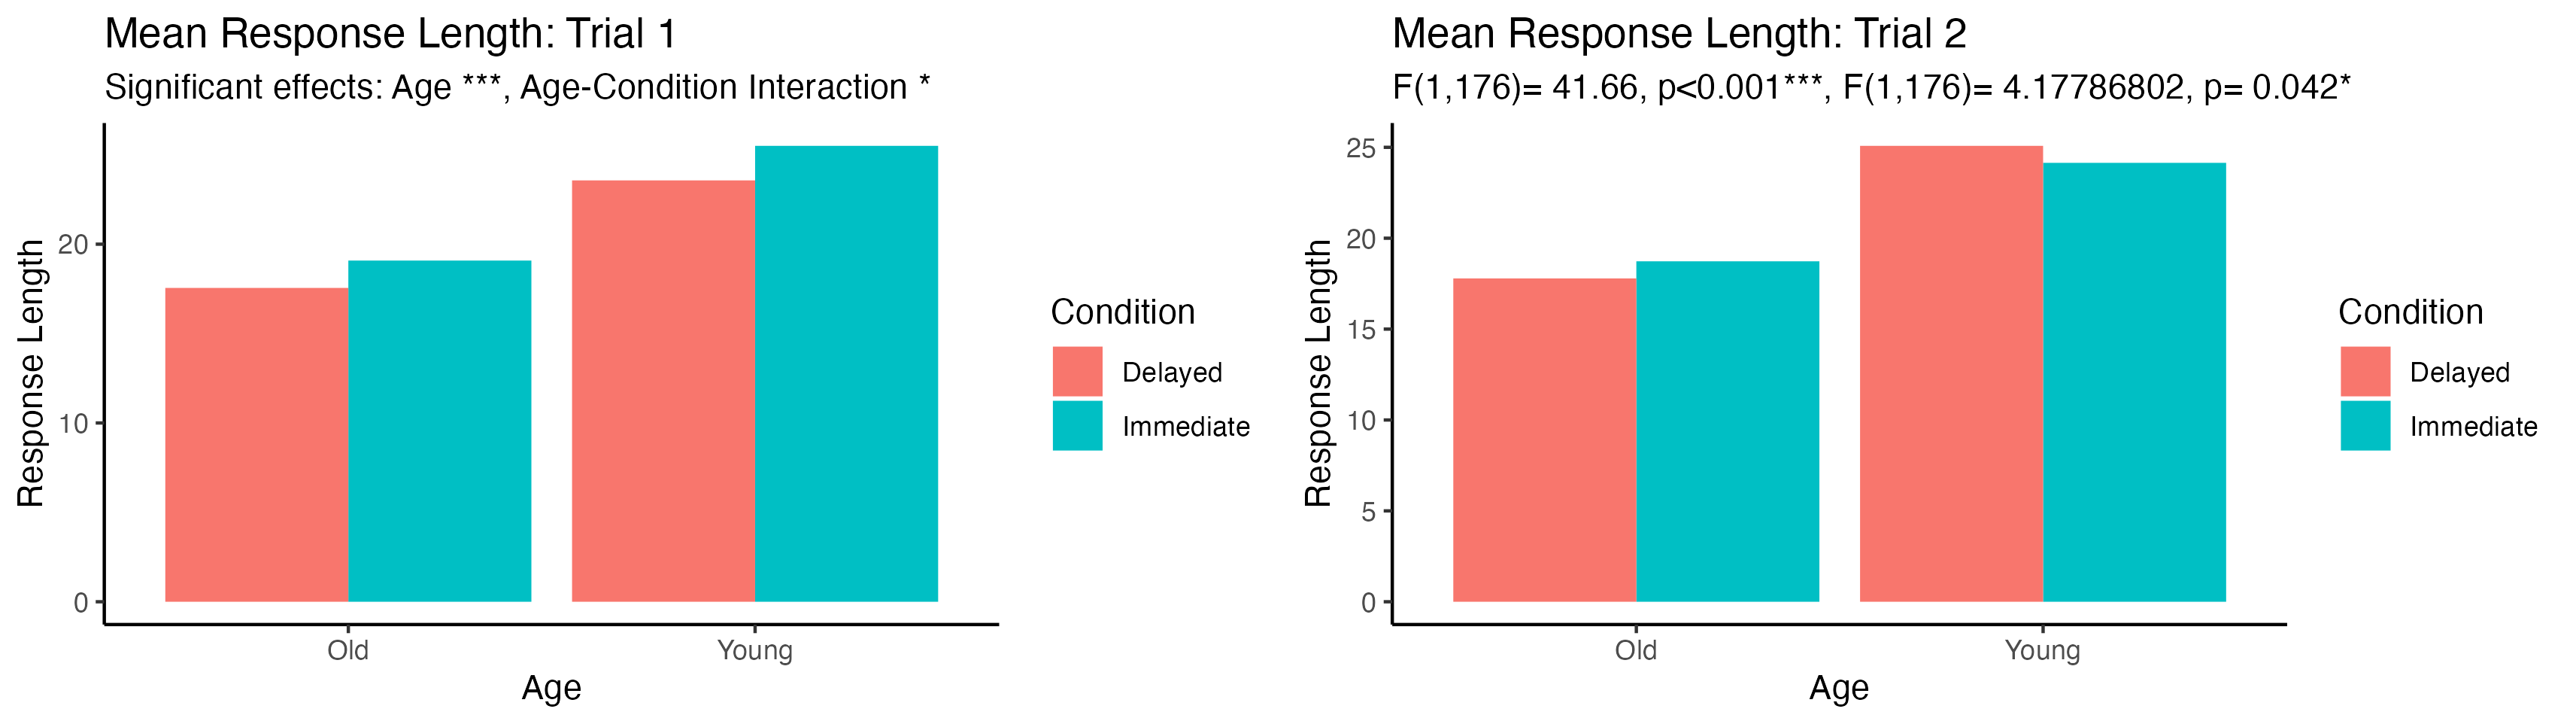 Mean Response Length: Trial 1
Significant effects: Age ***, Age-Condition Interaction *
Response Length
20
10
0
Old
Young
Age
Condition
Delayed
Immediate
Mean Response Length: Trial 2
F(1,176)= 41.66, p<0.001***, F(1,176)= 4.17786802, p= 0.042*
Response Length
25
20
15
10
5
0
Old
Young
Age
Condition
Delayed
Immediate